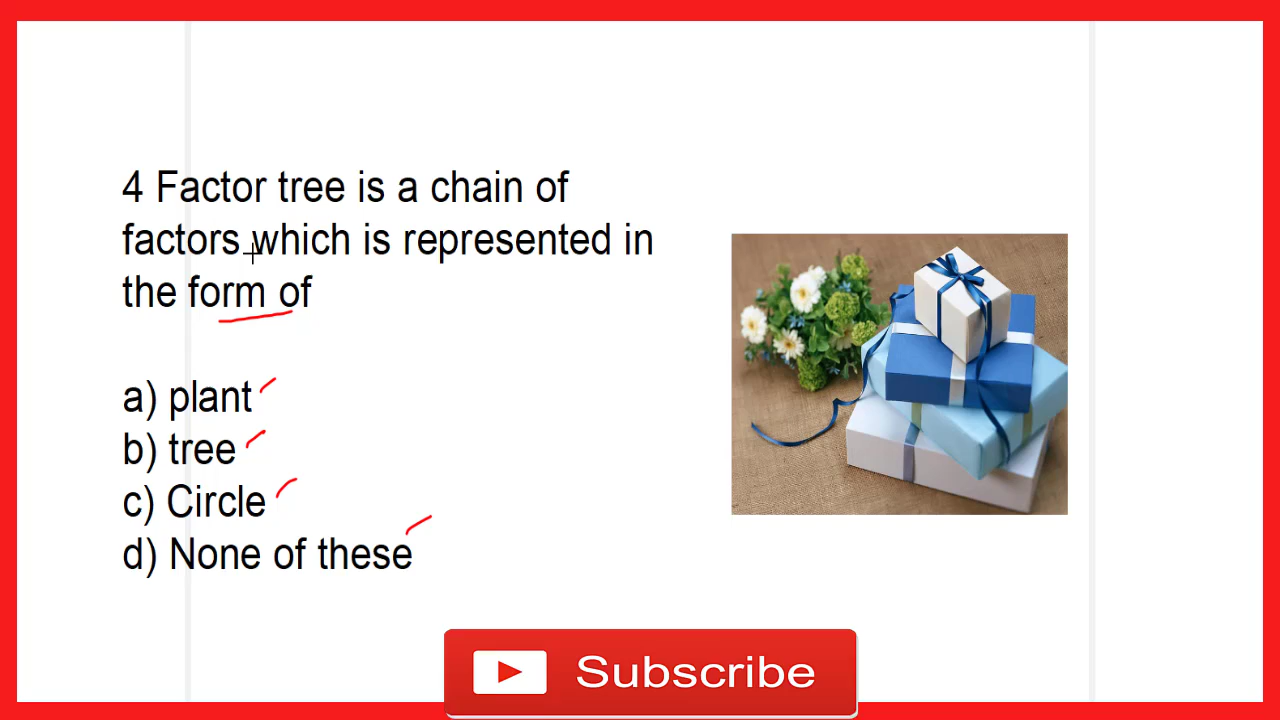 4 Factor tree is a chain of
factors which is represented in
the form of
a) plant
b) tree
c) Circle
d) None of these
Subscribe